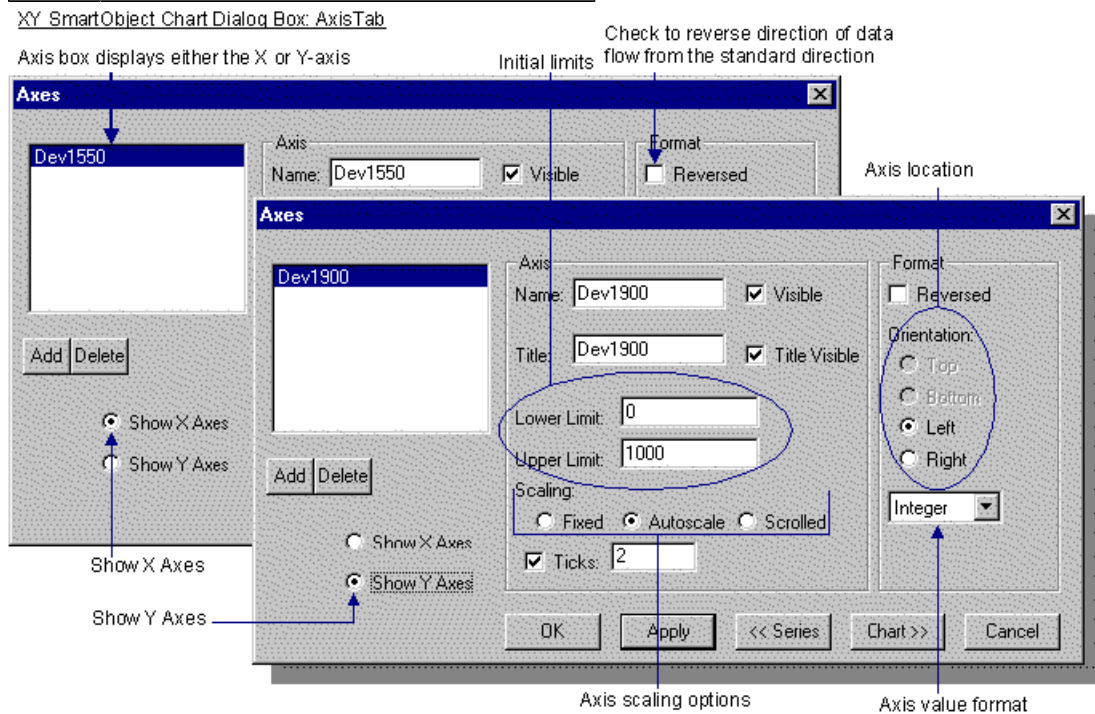 XY SmartObject Chart Dialog Box: AxisTab
Axis box displays either the X or Y-axis
Initial limits
Check to reverse direction of data
flow from the standard direction
Axes
Dev1550
Axis
Name: Dev1550
Visible
Format
Reversed
Add Delete
Show X Axes
Show Y Axes
Show X Axes
Show Y Axes
Axis location
Axes
Dev1900
Add Delete
Show X Axes
Show Y Axes
Axis
Name: Dev1900
Visible
Title: Dev1900
Title Visible
Lower Limit: 0
Upper Limit: 1000
Scaling:
Fixed Autoscale Scrolled
Ticks: 2
Format
Reversed
Orientation:
Top
Bottom
Left
Right
Integer
OK Apply << Series Chart >> Cancel
Axis scaling options
Axis value format